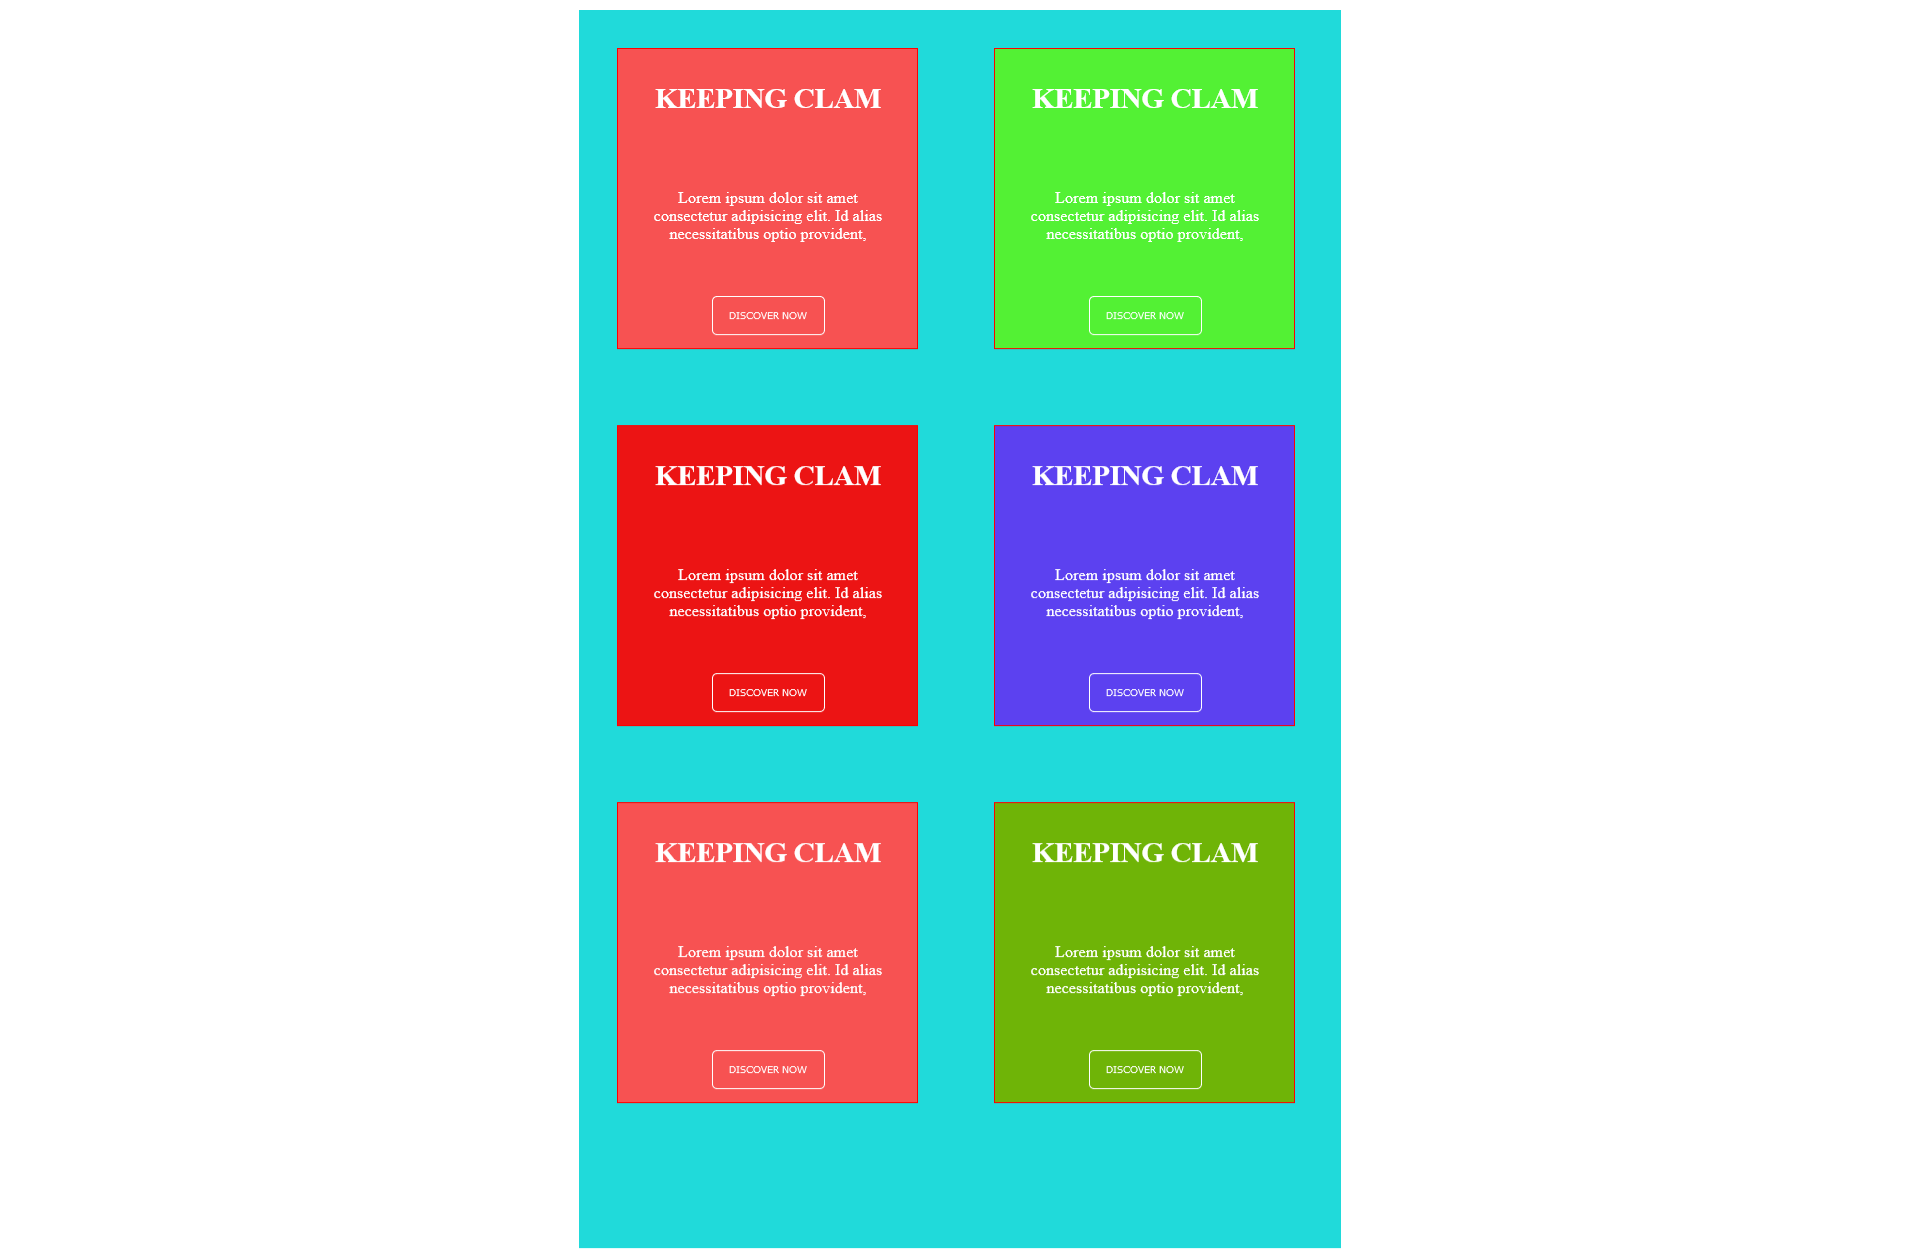 KEEPING CLAM
Lorem ipsum dolor sit amet
consectetur adipisicing elit. Id alias
necessitatibus optio provident,
DISCOVER NOW
KEEPING CLAM
Lorem ipsum dolor sit amet
consectetur adipisicing elit. Id alias
necessitatibus optio provident,
DISCOVER NOW
KEEPING CLAM
Lorem ipsum dolor sit amet
consectetur adipisicing elit. Id alias
necessitatibus optio provident,
DISCOVER NOW
KEEPING CLAM
Lorem ipsum dolor sit amet
consectetur adipisicing elit. Id alias
necessitatibus optio provident,
DISCOVER NOW
KEEPING CLAM
Lorem ipsum dolor sit amet
consectetur adipisicing elit. Id alias
necessitatibus optio provident,
DISCOVER NOW
KEEPING CLAM
Lorem ipsum dolor sit amet
consectetur adipisicing elit. Id alias
necessitatibus optio provident,
DISCOVER NOW